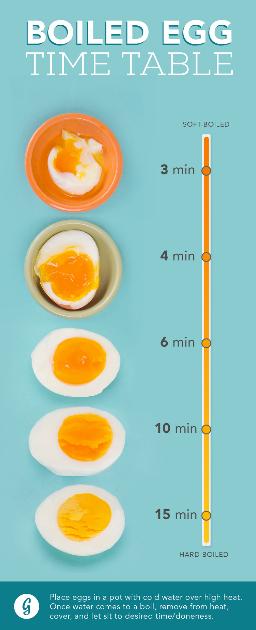 BOILED EGG
TIME TABLE
SOFT BOILED
3 min
4 min
6 min
10 min
15 min
HARD BOILED
G
Place eggs in a pot with cold water over high heat.
Once water comes to a boil, remove from heat,
cover, and let sit to desired time/doneness.